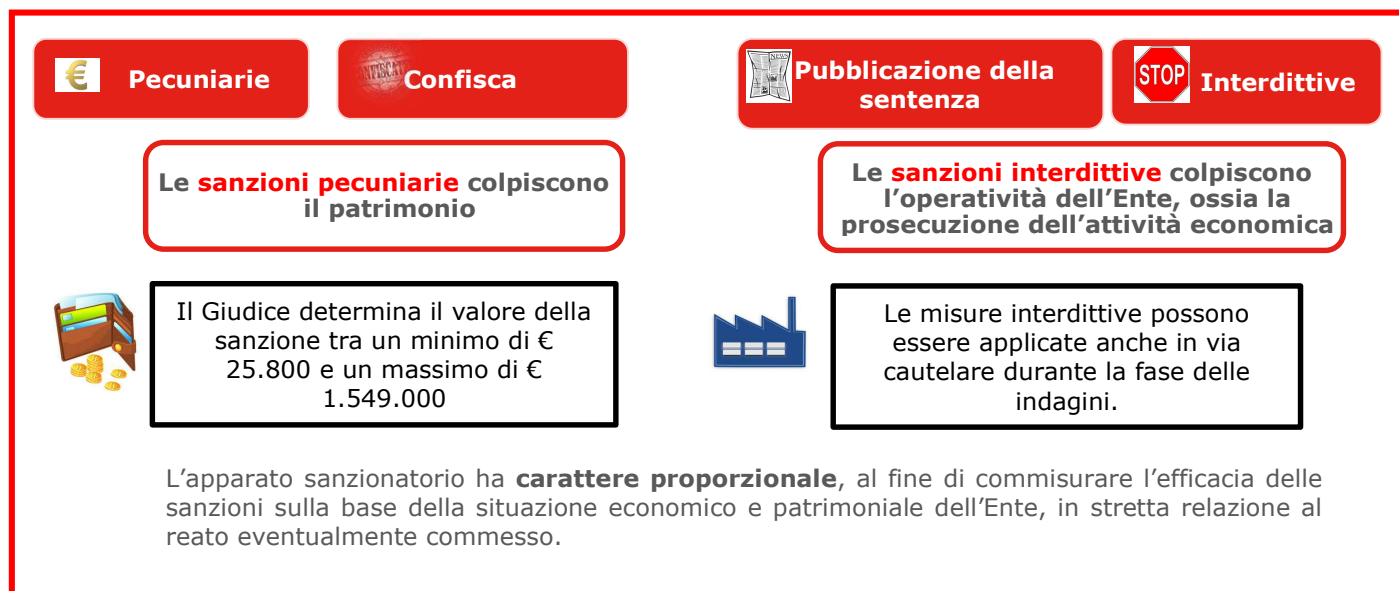 € Pecuniarie
Confisca
NEWS
Pubblicazione della
sentenza
STOP Interdittive
Le sanzioni pecuniarie colpiscono
il patrimonio
Le sanzioni interdittive colpiscono
l’operatività dell’Ente, ossia la
prosecuzione dell’attività economica
Il Giudice determina il valore della
sanzione tra un minimo di €
25.800 e un massimo di €
1.549.000
Le misure interdittive possono
essere applicate anche in via
cautelare durante la fase delle
indagini.
L’apparato sanzionatorio ha carattere proporzionale, al fine di commisurare l’efficacia delle
sanzioni sulla base della situazione economico e patrimoniale dell’Ente, in stretta relazione al
reato eventualmente commesso.